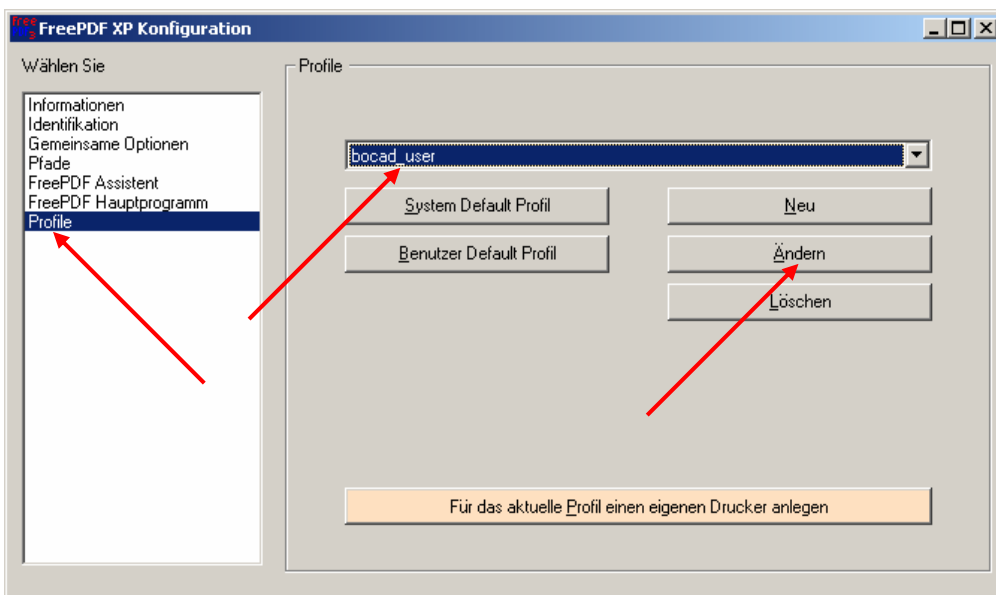 FreePDF XP Konfiguration
Wählen Sie
Profile
Informationen
Identifikation
Gemeinsame Optionen
Pfade
FreePDF Assistent
FreePDF Hauptprogramm
Profile
bocad_user
System Default Profil
Neu
Benutzer Default Profil
Ändern
Löschen
Für das aktuelle Profil einen eigenen Drucker anlegen